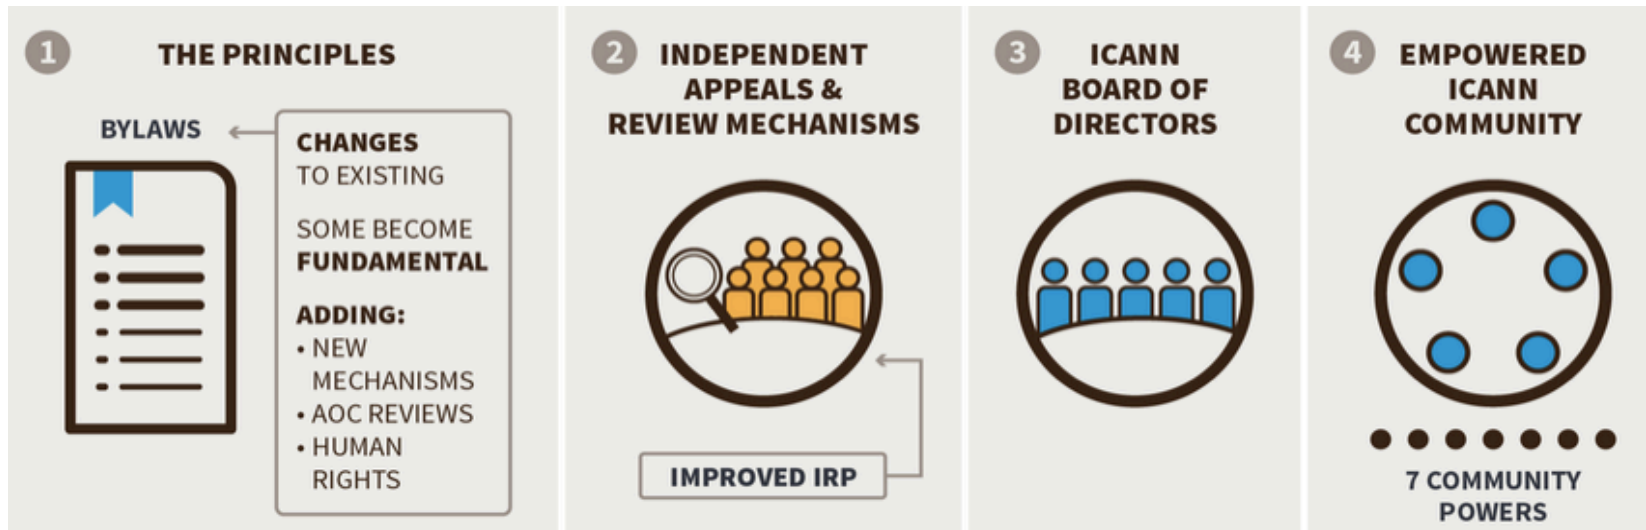 1
THE PRINCIPLES
BYLAWS
CHANGES
TO EXISTING
SOME BECOME
FUNDAMENTAL
ADDING:
• NEW
MECHANISMS
• AOC REVIEWS
• HUMAN
RIGHTS
2
INDEPENDENT
APPEALS &
REVIEW MECHANISMS
IMPROVED IRP
3
ICANN
BOARD OF
DIRECTORS
4
EMPOWERED
ICANN
COMMUNITY
7 COMMUNITY
POWERS